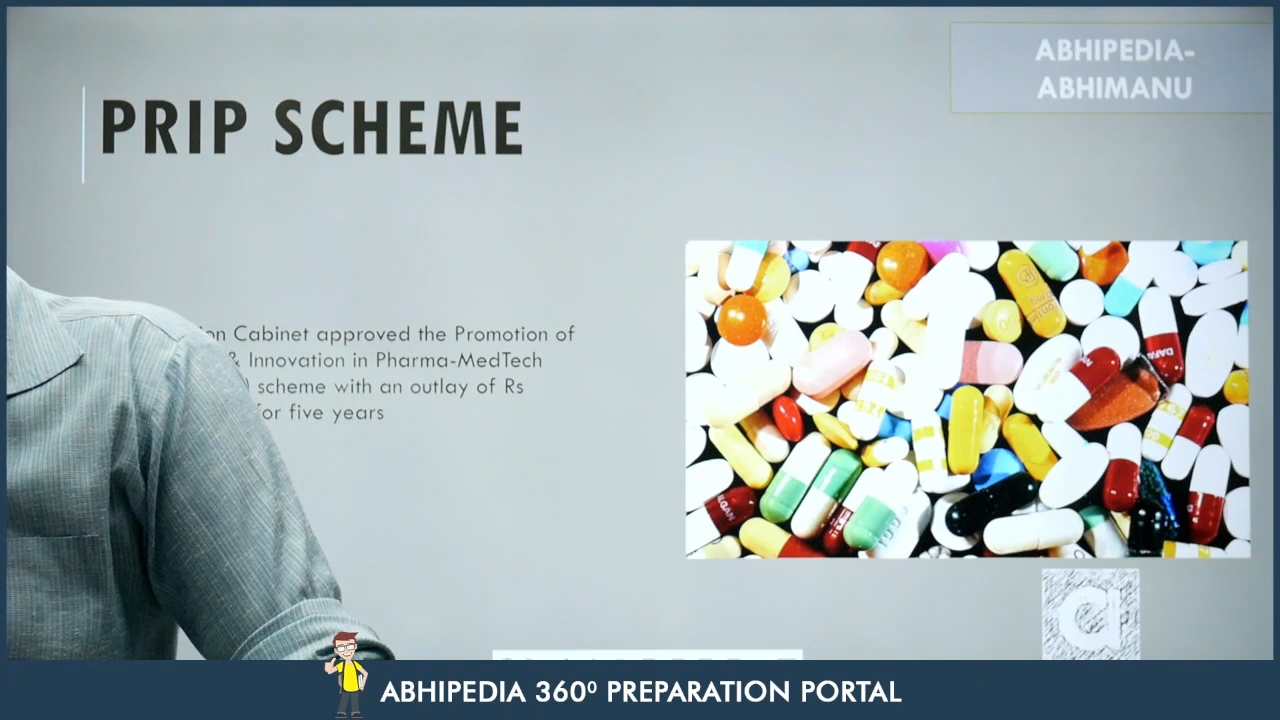 ABHIPEDIA-
ABHIMANU
PRIP SCHEME
Cabinet approved the Promotion of
& Innovation in Pharma-MedTech
) scheme with an outlay of Rs
for five years
ABHIPEDIA 360⁰ PREPARATION PORTAL